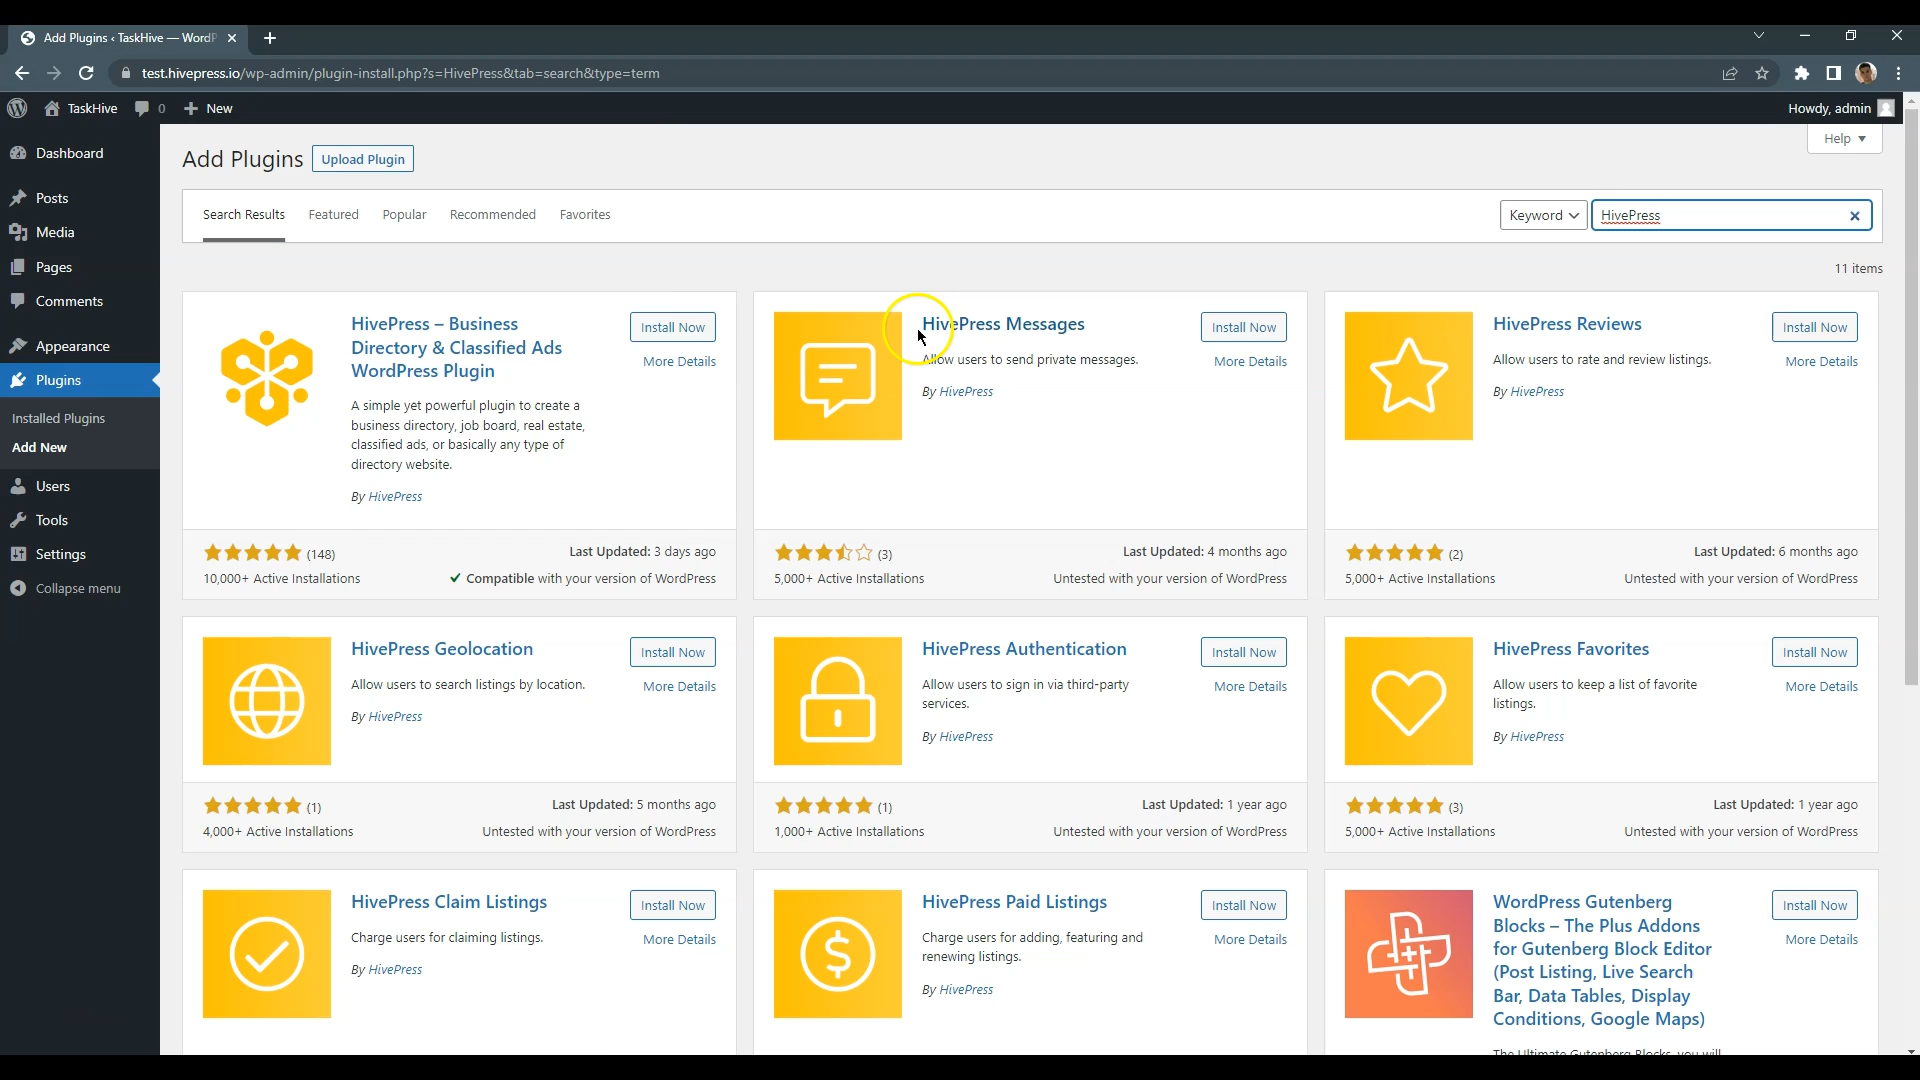 Add Plugins ‹ TaskHive — WordP
test.hivepress.io/wp-admin/plugin-install.php?s=HivePress&tab=search&type=term
TaskHive 0 New
Howdy, admin
Dashboard
Posts
Media
Pages
Comments
Appearance
Plugins
Installed Plugins
Add New
Users
Tools
Settings
Collapse menu
Help
Add Plugins Upload Plugin
Search Results Featured Popular Recommended Favorites
Keyword HivePress
11 items
HivePress – Business
Directory & Classified Ads
WordPress Plugin
Install Now
More Details
A simple yet powerful plugin to create a
business directory, job board, real estate,
classified ads, or basically any type of
directory website.
By HivePress
(148)
Last Updated: 3 days ago
10,000+ Active Installations
Compatible with your version of WordPress
HivePress Messages
Install Now
More Details
Allow users to send private messages.
By HivePress
(3)
Last Updated: 4 months ago
5,000+ Active Installations
Untested with your version of WordPress
HivePress Reviews
Install Now
More Details
Allow users to rate and review listings.
By HivePress
(2)
Last Updated: 6 months ago
5,000+ Active Installations
Untested with your version of WordPress
HivePress Geolocation
Install Now
More Details
Allow users to search listings by location.
By HivePress
(1)
Last Updated: 5 months ago
4,000+ Active Installations
Untested with your version of WordPress
HivePress Authentication
Install Now
More Details
Allow users to sign in via third-party
services.
By HivePress
(1)
Last Updated: 1 year ago
1,000+ Active Installations
Untested with your version of WordPress
HivePress Favorites
Install Now
More Details
Allow users to keep a list of favorite
listings.
By HivePress
(3)
Last Updated: 1 year ago
5,000+ Active Installations
Untested with your version of WordPress
HivePress Claim Listings
Install Now
More Details
Charge users for claiming listings.
By HivePress
HivePress Paid Listings
Install Now
More Details
Charge users for adding, featuring and
renewing listings.
By HivePress
WordPress Gutenberg
Blocks – The Plus Addons
for Gutenberg Block Editor
(Post Listing, Live Search
Bar, Data Tables, Display
Conditions, Google Maps)
Install Now
More Details
The Ultimate Gutenberg Blocks, you will